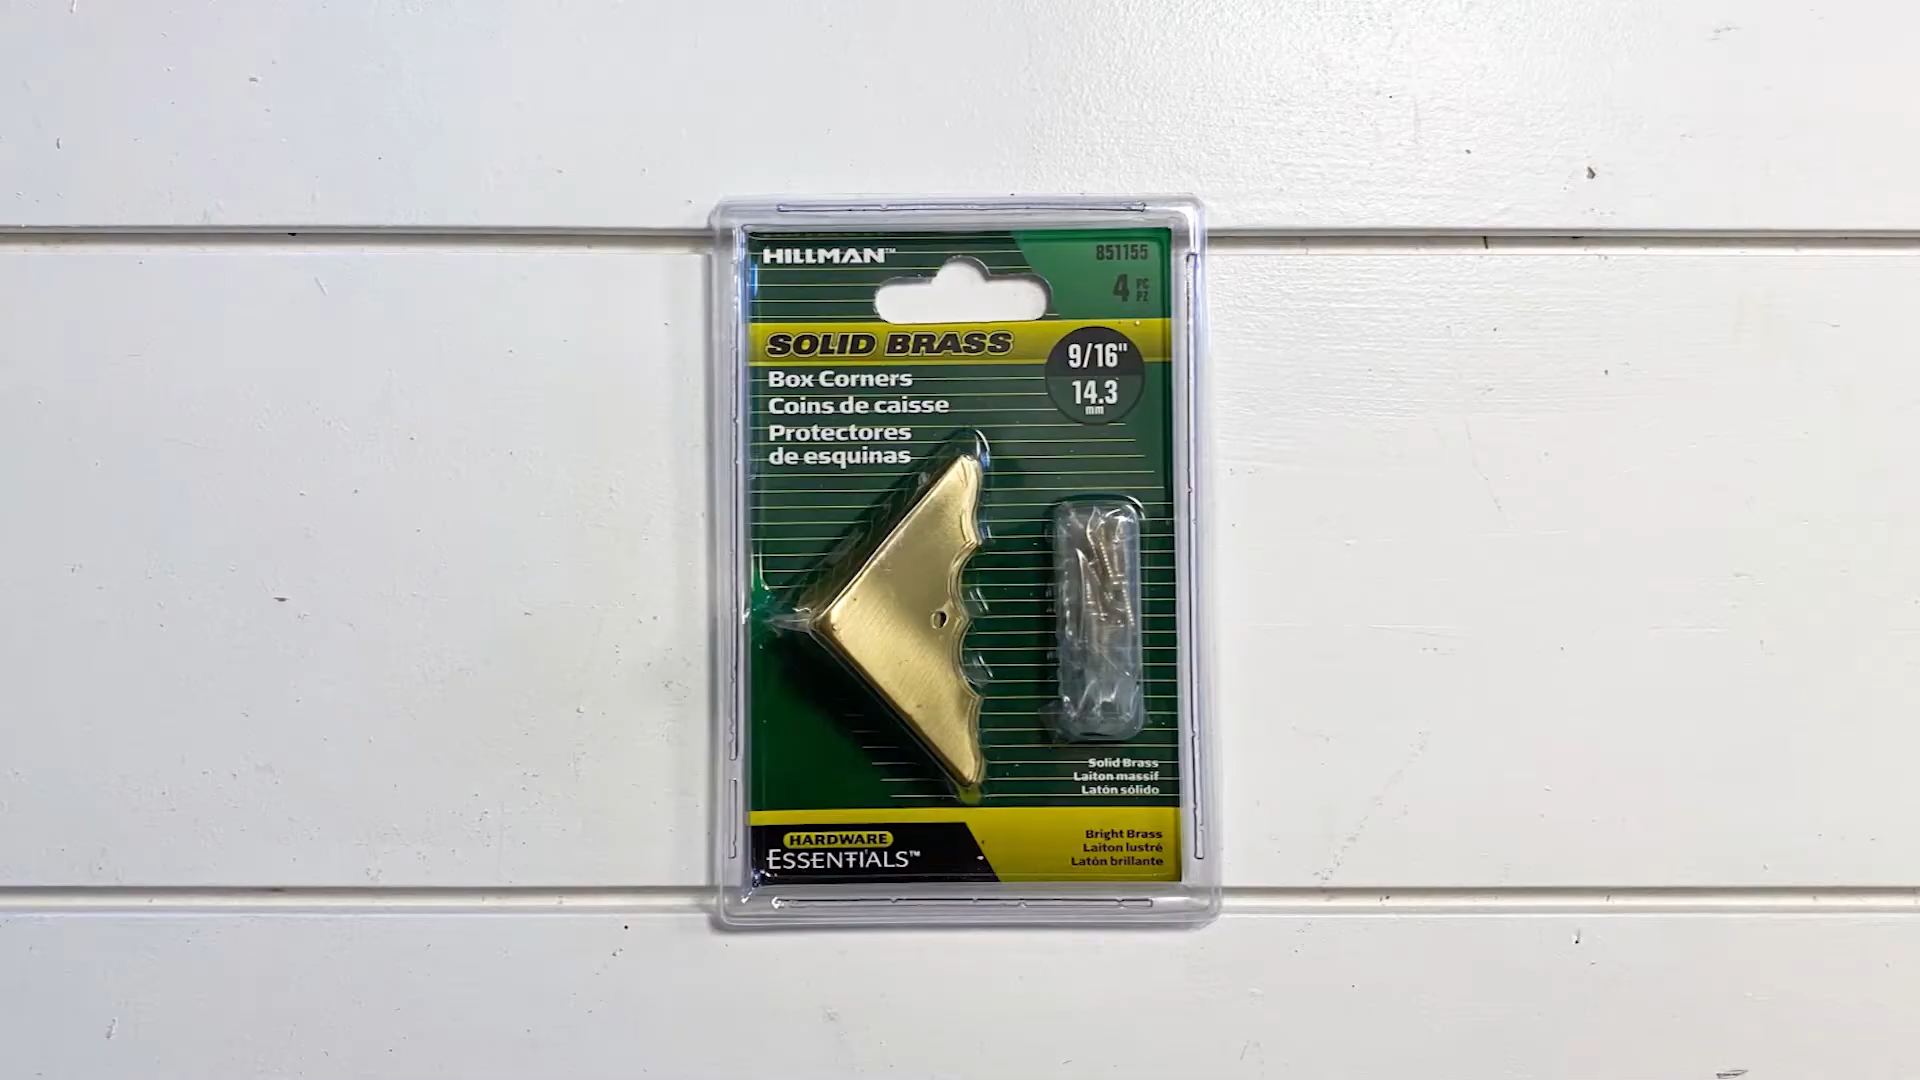 HILLMAN™
851155
4 PC PZ
SOLID BRASS
9/16"
14.3
mm
Box Corners
Coins de caisse
Protectores
de esquinas
Solid Brass
Laiton massif
Latón sólido
HARDWARE
ESSENTIALS™
Bright Brass
Laiton lustré
Latón brillante